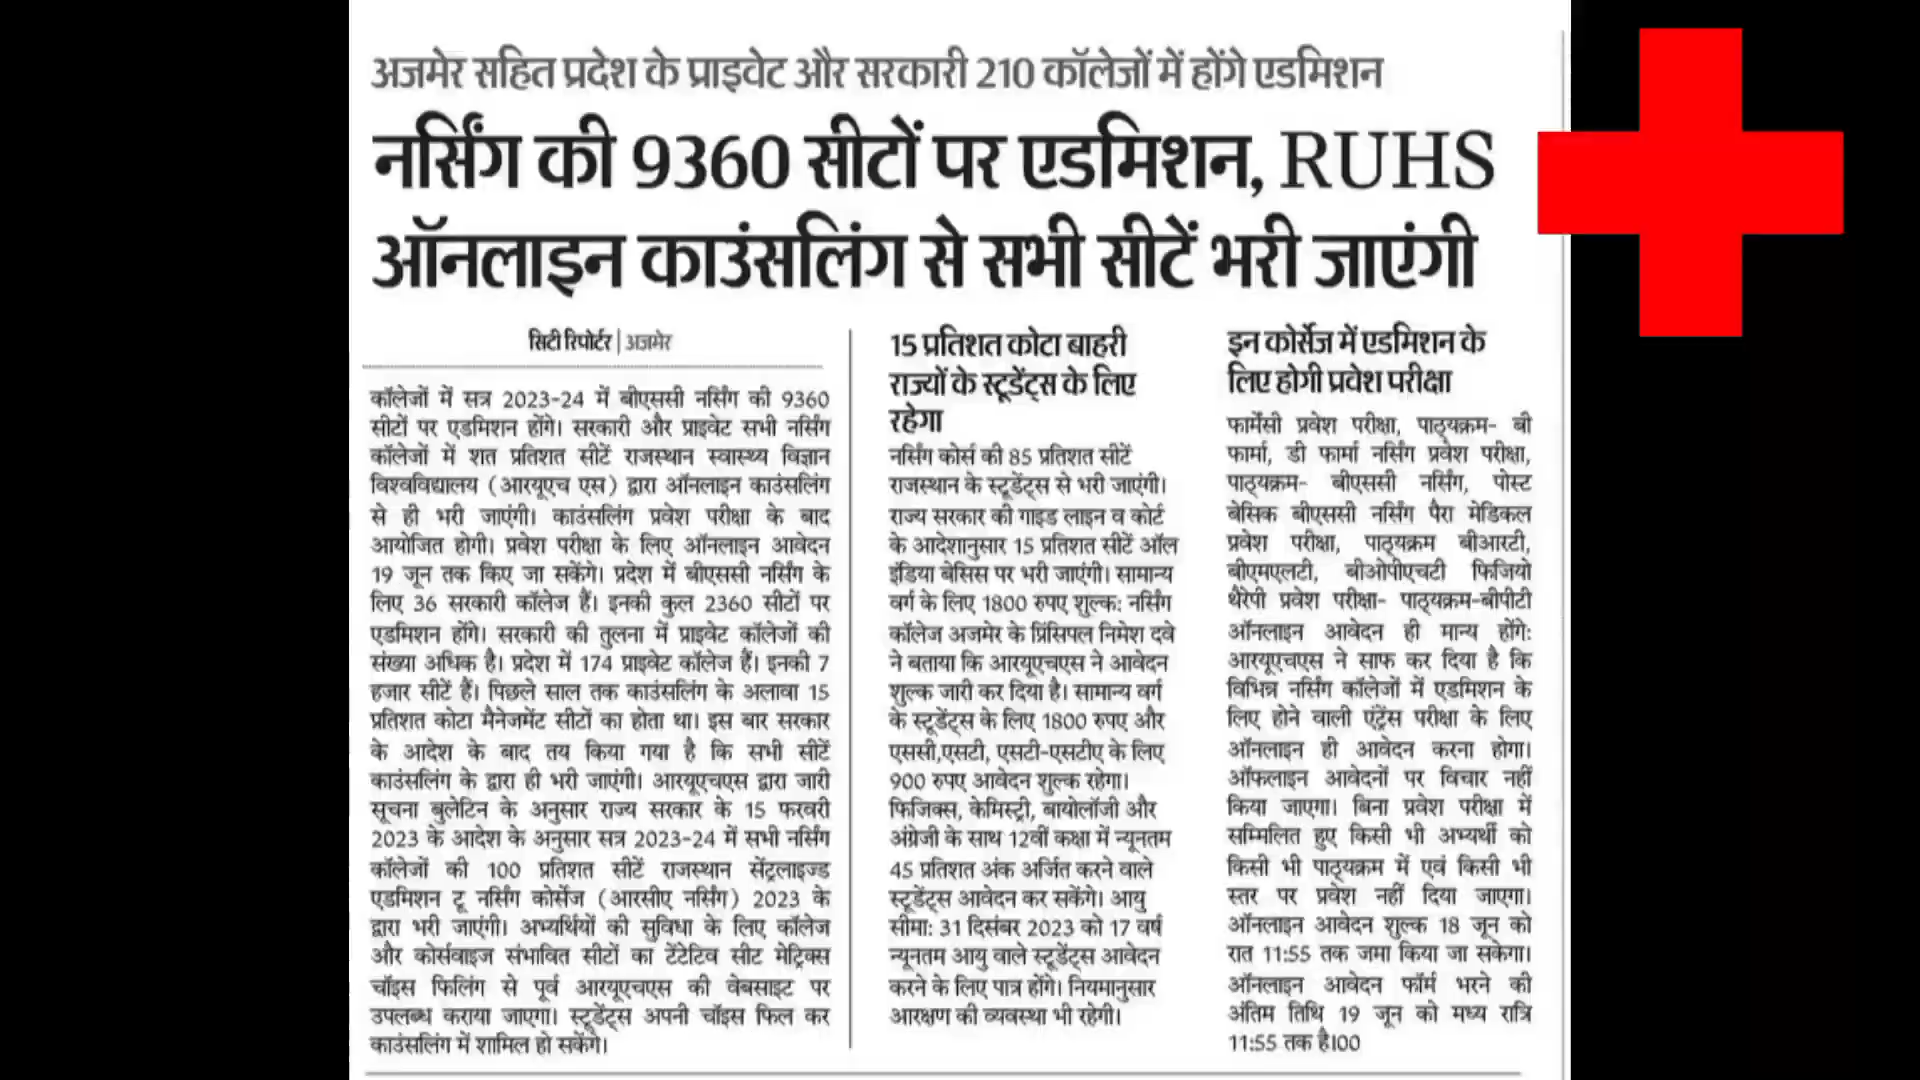 अजमेर सहित प्रदेश के प्राइवेट और सरकारी 210 कॉलेजों में होंगे एडमिशन
नर्सिंग की 9360 सीटों पर एडमिशन, RUHS
ऑनलाइन काउंसलिंग से सभी सीटें भरी जाएंगी
सिटी रिपोर्टर | अजमेर
कॉलेजों में सत्र 2023-24 में बीएससी नर्सिंग की 9360
सीटों पर एडमिशन होंगे। सरकारी और प्राइवेट सभी नर्सिंग
कॉलेजों में शत प्रतिशत सीटें राजस्थान स्वास्थ्य विज्ञान
विश्वविद्यालय (आरयूएच एस) द्वारा ऑनलाइन काउंसलिंग
से ही भरी जाएंगी। काउंसलिंग प्रवेश परीक्षा के बाद
आयोजित होगी। प्रवेश परीक्षा के लिए ऑनलाइन आवेदन
19 जून तक किए जा सकेंगे। प्रदेश में बीएससी नर्सिंग के
लिए 36 सरकारी कॉलेज हैं। इनकी कुल 2360 सीटों पर
एडमिशन होंगे। सरकारी की तुलना में प्राइवेट कॉलेजों की
संख्या अधिक है। प्रदेश में 174 प्राइवेट कॉलेज हैं। इनकी 7
हजार सीटें हैं। पिछले साल तक काउंसलिंग के अलावा 15
प्रतिशत कोटा मैनेजमेंट सीटों का होता था। इस बार सरकार
के आदेश के बाद तय किया गया है कि सभी सीटें
काउंसलिंग के द्वारा ही भरी जाएंगी। आरयूएचएस द्वारा जारी
सूचना बुलेटिन के अनुसार राज्य सरकार के 15 फरवरी
2023 के आदेश के अनुसार सत्र 2023-24 में सभी नर्सिंग
कॉलेजों की 100 प्रतिशत सीटें राजस्थान सेंट्रलाइज्ड
एडमिशन टू नर्सिंग कोर्सेज (आरसीए नर्सिंग) 2023 के
द्वारा भरी जाएंगी। अभ्यर्थियों की सुविधा के लिए कॉलेज
और कोर्सवाइज संभावित सीटों का टेंटेटिव सीट मेट्रिक्स
चॉइस फिलिंग से पूर्व आरयूएचएस की वेबसाइट पर
उपलब्ध कराया जाएगा। स्टूडेंट्स अपनी चॉइस फिल कर
काउंसलिंग में शामिल हो सकेंगे।
15 प्रतिशत कोटा बाहरी
राज्यों के स्टूडेंट्स के लिए
रहेगा
नर्सिंग कोर्स की 85 प्रतिशत सीटें
राजस्थान के स्टूडेंट्स से भरी जाएंगी।
राज्य सरकार की गाइड लाइन व कोर्ट
के आदेशानुसार 15 प्रतिशत सीटें ऑल
इंडिया बेसिस पर भरी जाएंगी। सामान्य
वर्ग के लिए 1800 रुपए शुल्क: नर्सिंग
कॉलेज अजमेर के प्रिंसिपल निमेश दवे
ने बताया कि आरयूएचएस ने आवेदन
शुल्क जारी कर दिया है। सामान्य वर्ग
के स्टूडेंट्स के लिए 1800 रुपए और
एससी,एसटी, एसटी-एसटीए के लिए
900 रुपए आवेदन शुल्क रहेगा।
फिजिक्स, केमिस्ट्री, बायोलॉजी और
अंग्रेजी के साथ 12वीं कक्षा में न्यूनतम
45 प्रतिशत अंक अर्जित करने वाले
स्टूडेंट्स आवेदन कर सकेंगे। आयु
सीमा: 31 दिसंबर 2023 को 17 वर्ष
न्यूनतम आयु वाले स्टूडेंट्स आवेदन
करने के लिए पात्र होंगे। नियमानुसार
आरक्षण की व्यवस्था भी रहेगी।
इन कोर्सेज में एडमिशन के
लिए होगी प्रवेश परीक्षा
फार्मेसी प्रवेश परीक्षा, पाठ्यक्रम- बी
फार्मा, डी फार्मा नर्सिंग प्रवेश परीक्षा,
पाठ्यक्रम- बीएससी नर्सिंग, पोस्ट
बेसिक बीएससी नर्सिंग पैरा मेडिकल
प्रवेश परीक्षा, पाठ्यक्रम बीआरटी,
बीएमएलटी, बीओपीएचटी फिजियो
थैरेपी प्रवेश परीक्षा- पाठ्यक्रम-बीपीटी
ऑनलाइन आवेदन ही मान्य होंगे:
आरयूएचएस ने साफ कर दिया है कि
विभिन्न नर्सिंग कॉलेजों में एडमिशन के
लिए होने वाली एंट्रेंस परीक्षा के लिए
ऑनलाइन ही आवेदन करना होगा।
ऑफलाइन आवेदनों पर विचार नहीं
किया जाएगा। बिना प्रवेश परीक्षा में
सम्मिलित हुए किसी भी अभ्यर्थी को
किसी भी पाठ्यक्रम में एवं किसी भी
स्तर पर प्रवेश नहीं दिया जाएगा।
ऑनलाइन आवेदन शुल्क 18 जून को
रात 11:55 तक जमा किया जा सकेगा।
ऑनलाइन आवेदन फॉर्म भरने की
अंतिम तिथि 19 जून को मध्य रात्रि
11:55 तक है।00